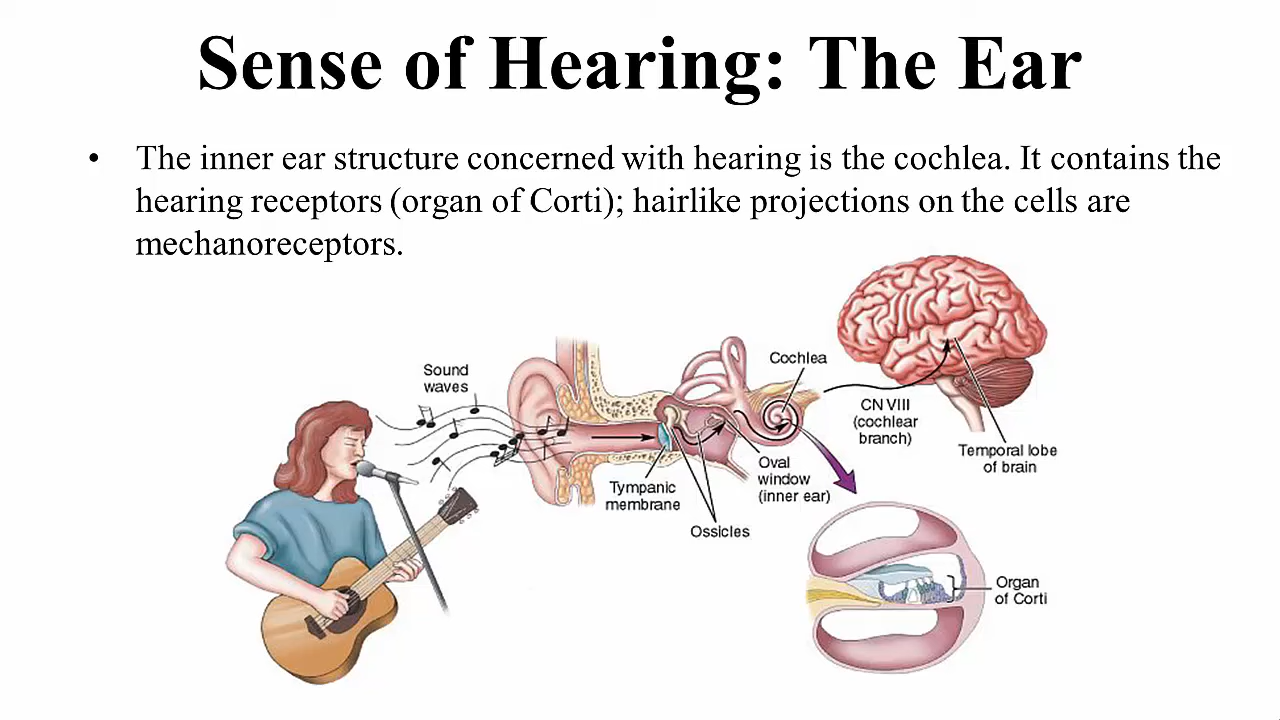 Sense of Hearing: The Ear
• The inner ear structure concerned with hearing is the cochlea. It contains the
hearing receptors (organ of Corti); hairlike projections on the cells are
mechanoreceptors.
Sound
waves
Cochlea
CN VIII
(cochlear
branch)
Temporal lobe
of brain
Oval
window
(inner ear)
Tympanic
membrane
Ossicles
Organ
of Corti